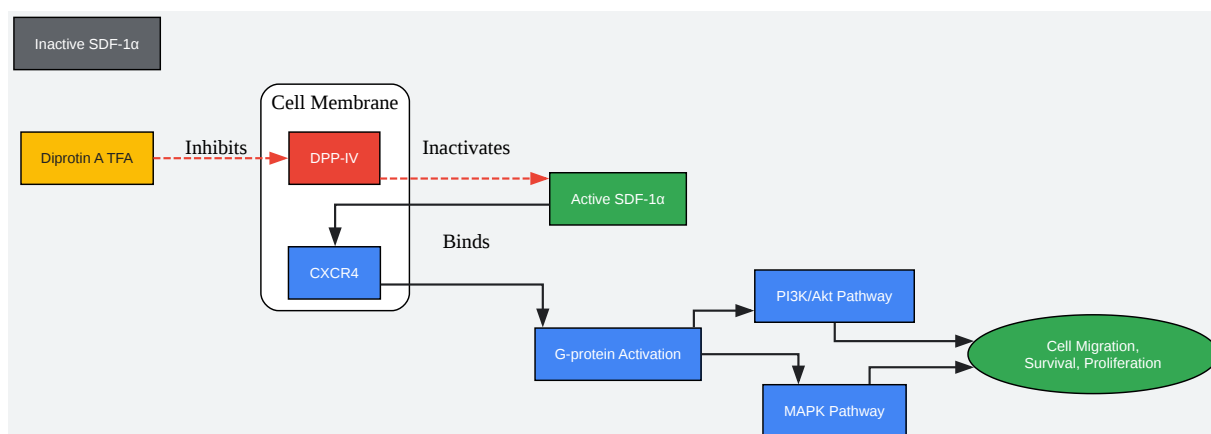 Inactive SDF-1α
Cell Membrane
Diprotin A TFA
Inhibits
DPP-IV
Inactivates
Active SDF-1α
Binds
CXCR4
PI3K/Akt Pathway
G-protein Activation
Cell Migration,
Survival, Proliferation
MAPK Pathway